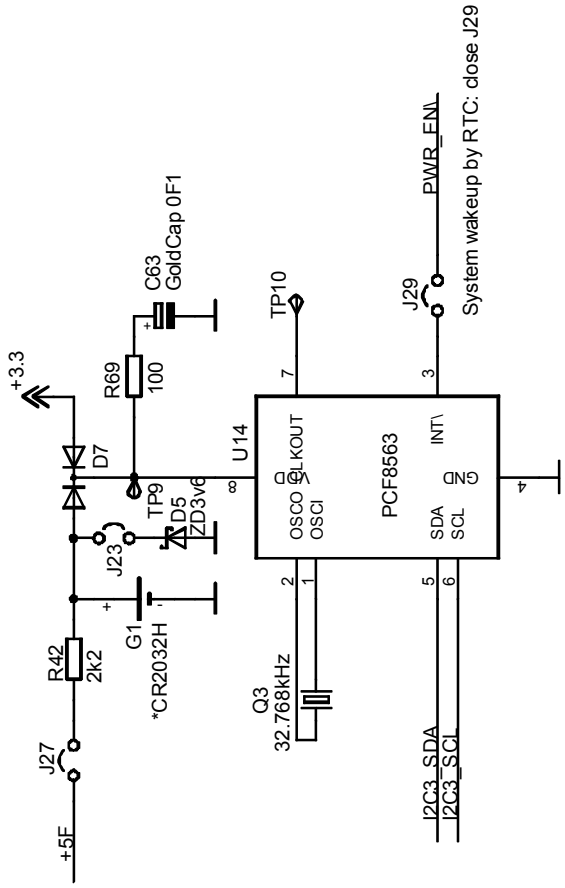 +5F
J27
R42
2k2
+
G1
-
*CR2032H
J23
D5
ZD3v6
TP9
D7
+3.3
R69
100
+
C63
GoldCap 0F1
U14
8
VDD
OSCO
CLKOUT
OSCI
2
1
7
TP10
Q3
32.768kHz
PCF8563
SDA
SCL
INT\
GND
5
6
3
4
I2C3_SDA
I2C3_SCL
J29
PWR_EN\
System wakeup by RTC: close J29